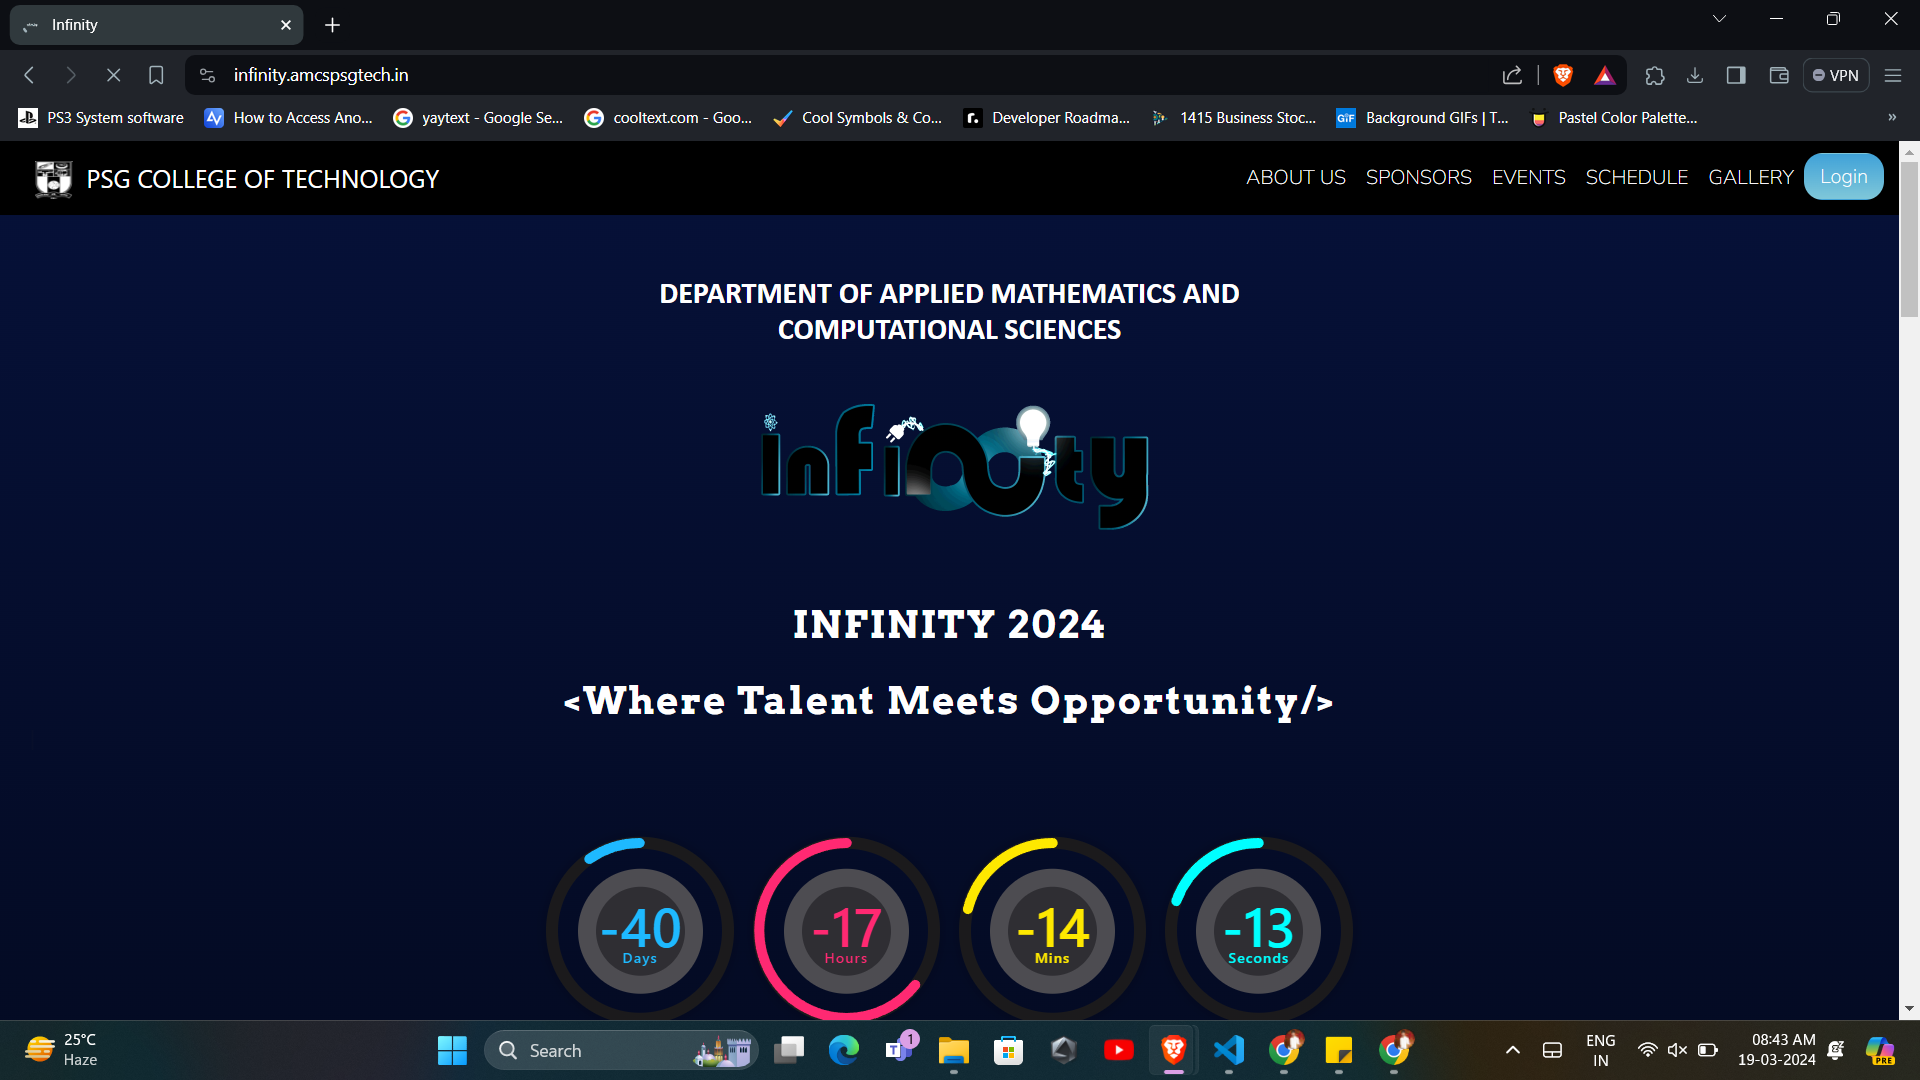 Infinity
infinity.amcspsgtech.in
VPN
PS3 System software
How to Access Ano...
yaytext - Google Se...
cooltext.com - Goo...
Cool Symbols & Co...
Developer Roadma...
1415 Business Stoc...
GIF
Background GIFs | T...
Pastel Color Palette...
PSG COLLEGE OF TECHNOLOGY
ABOUT US
SPONSORS
EVENTS
SCHEDULE
GALLERY
Login
DEPARTMENT OF APPLIED MATHEMATICS AND
COMPUTATIONAL SCIENCES
infinity
INFINITY 2024
<Where Talent Meets Opportunity/>
-40
Days
-17
Hours
-14
Mins
-13
Seconds
25°C
Haze
Search
1
ENG
IN
08:43 AM
19-03-2024
PRE